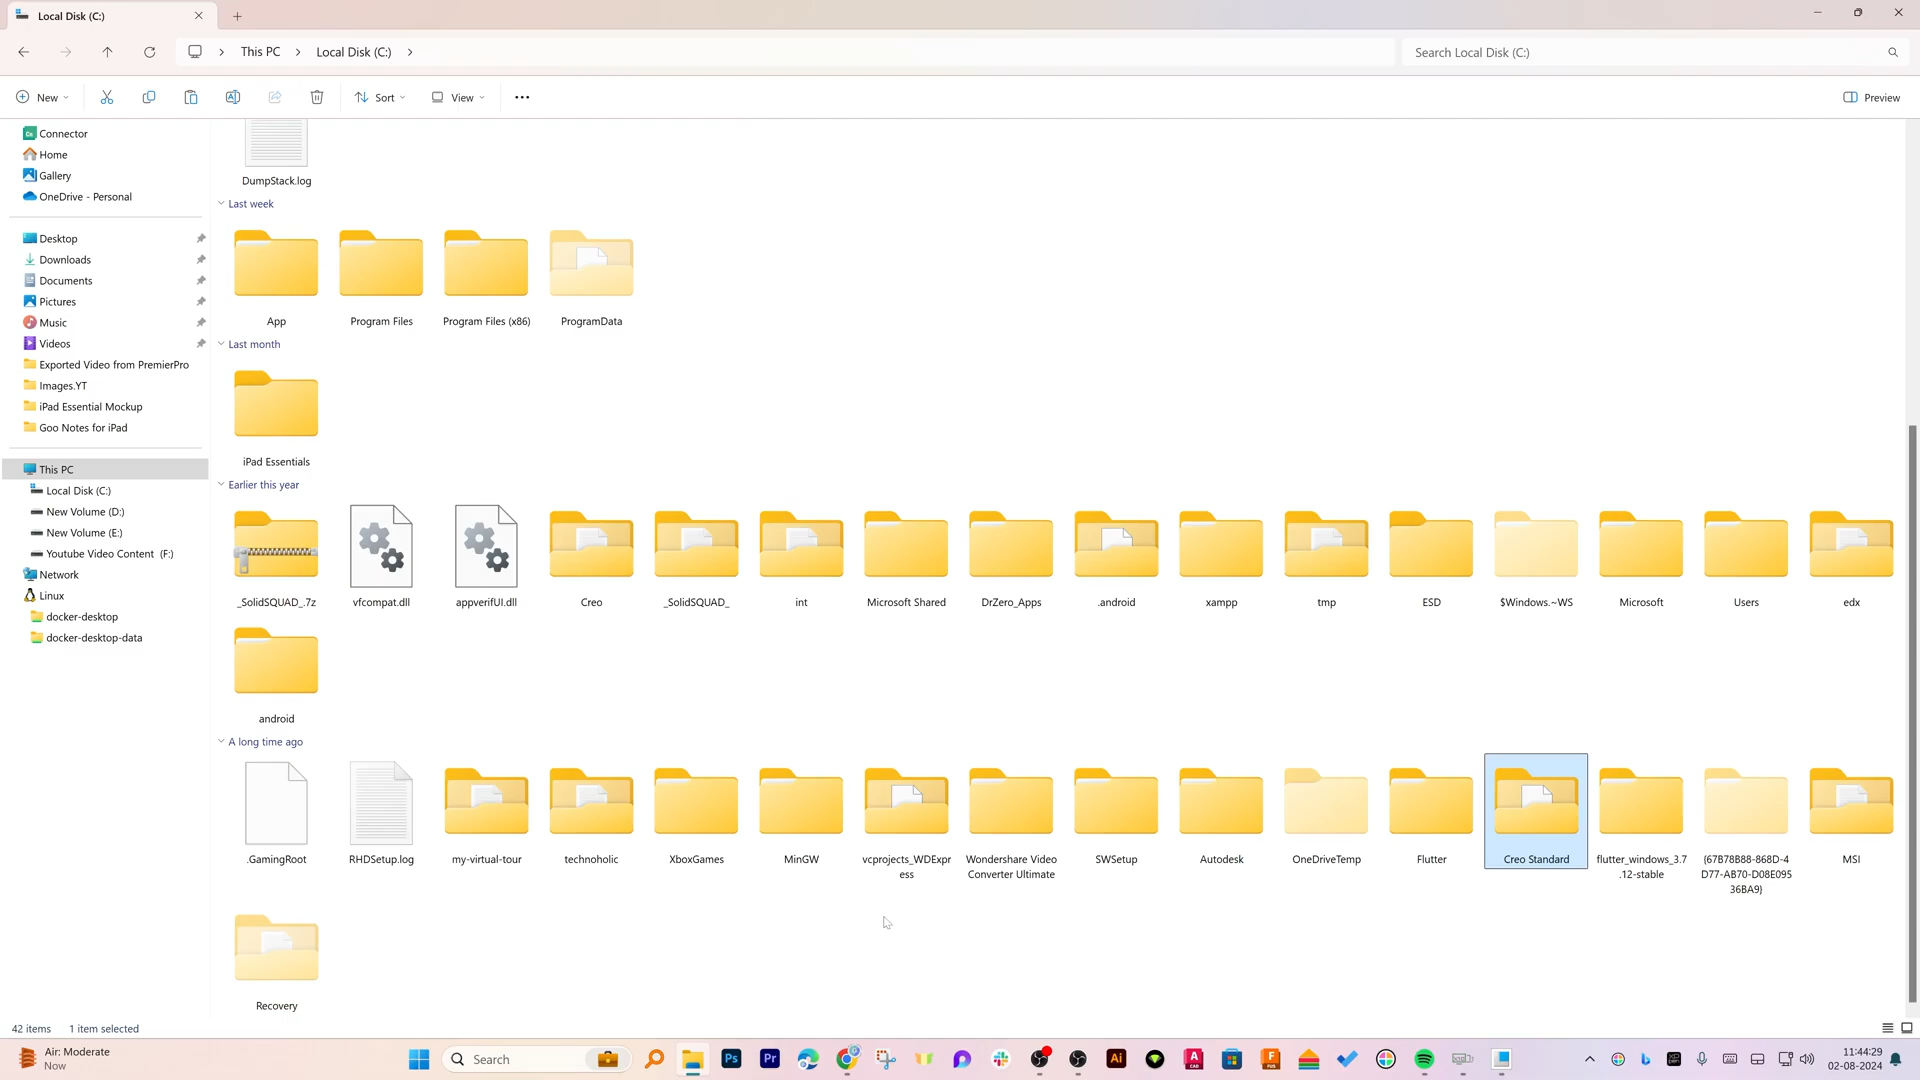 Local Disk (C:)
This PC
Local Disk (C:)
Search Local Disk (C:)
New
Sort
View
Preview
Connector
Home
Gallery
OneDrive - Personal
Desktop
Downloads
Documents
Pictures
Music
Videos
Exported Video from PremierPro
Images.YT
iPad Essential Mockup
Goo Notes for iPad
This PC
Local Disk (C:)
New Volume (D:)
New Volume (E:)
Youtube Video Content (F:)
Network
Linux
docker-desktop
docker-desktop-data
DumpStack.log
Last week
App
Program Files
Program Files (x86)
ProgramData
Last month
iPad Essentials
Earlier this year
_SolidSQUAD_.7z
vfcompat.dll
appverifUI.dll
Creo
_SolidSQUAD_
int
Microsoft Shared
DrZero_Apps
.android
xampp
tmp
ESD
$Windows.~WS
Microsoft
Users
edx
android
A long time ago
.GamingRoot
RHDSetup.log
my-virtual-tour
technoholic
XboxGames
MinGW
vcprojects_WDExpr
ess
Wondershare Video
Converter Ultimate
SWSetup
Autodesk
OneDriveTemp
Flutter
Creo Standard
flutter_windows_3.7
.12-stable
{67B78B88-868D-4
D77-AB70-D08E095
36BA9}
MSI
Recovery
42 items
1 item selected
Air: Moderate
Now
Search
Ps
Pr
Ai
A
CAD
F
FUS
11:44:29
02-08-2024